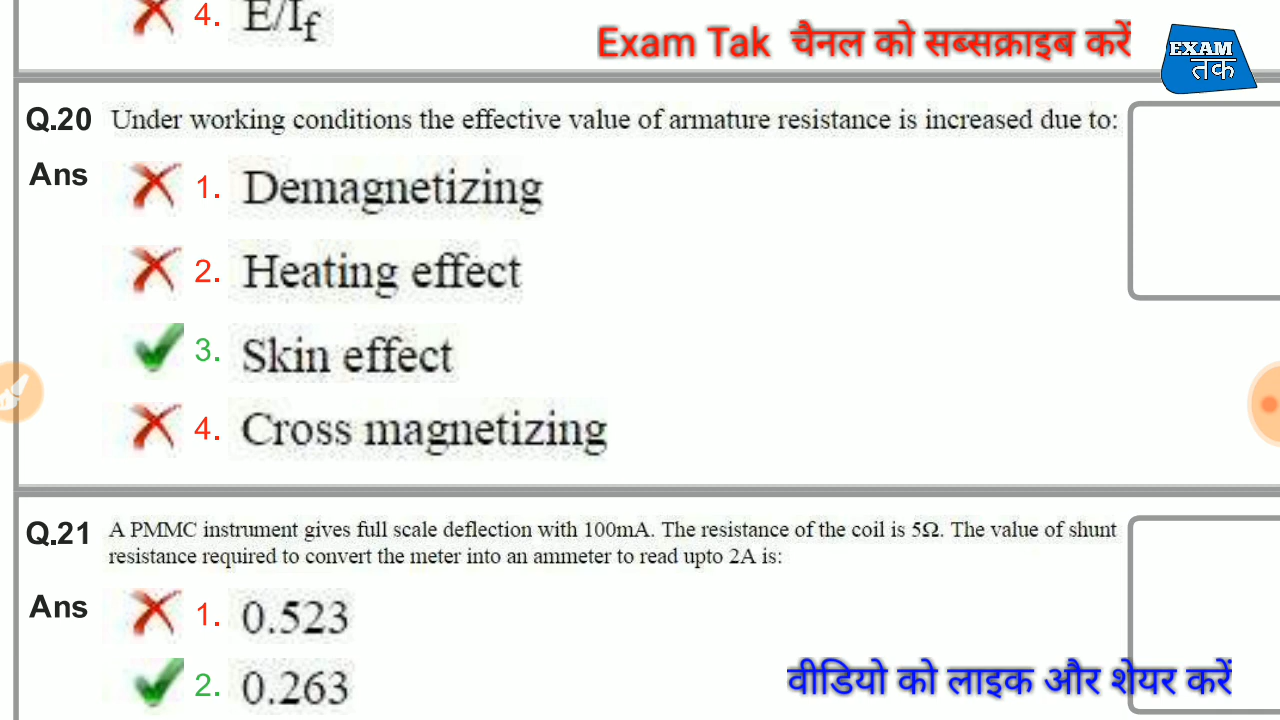 4. E/If
Exam Tak चैनल को सब्सक्राइब करें
EXAM
तक
Q.20 Under working conditions the effective value of armature resistance is increased due to:
Ans
1. Demagnetizing
2. Heating effect
3. Skin effect
4. Cross magnetizing
Q.21 A PMMC instrument gives full scale deflection with 100mA. The resistance of the coil is 5Ω. The value of shunt
resistance required to convert the meter into an ammeter to read upto 2A is:
Ans
1. 0.523
2. 0.263
वीडियो को लाइक और शेयर करें